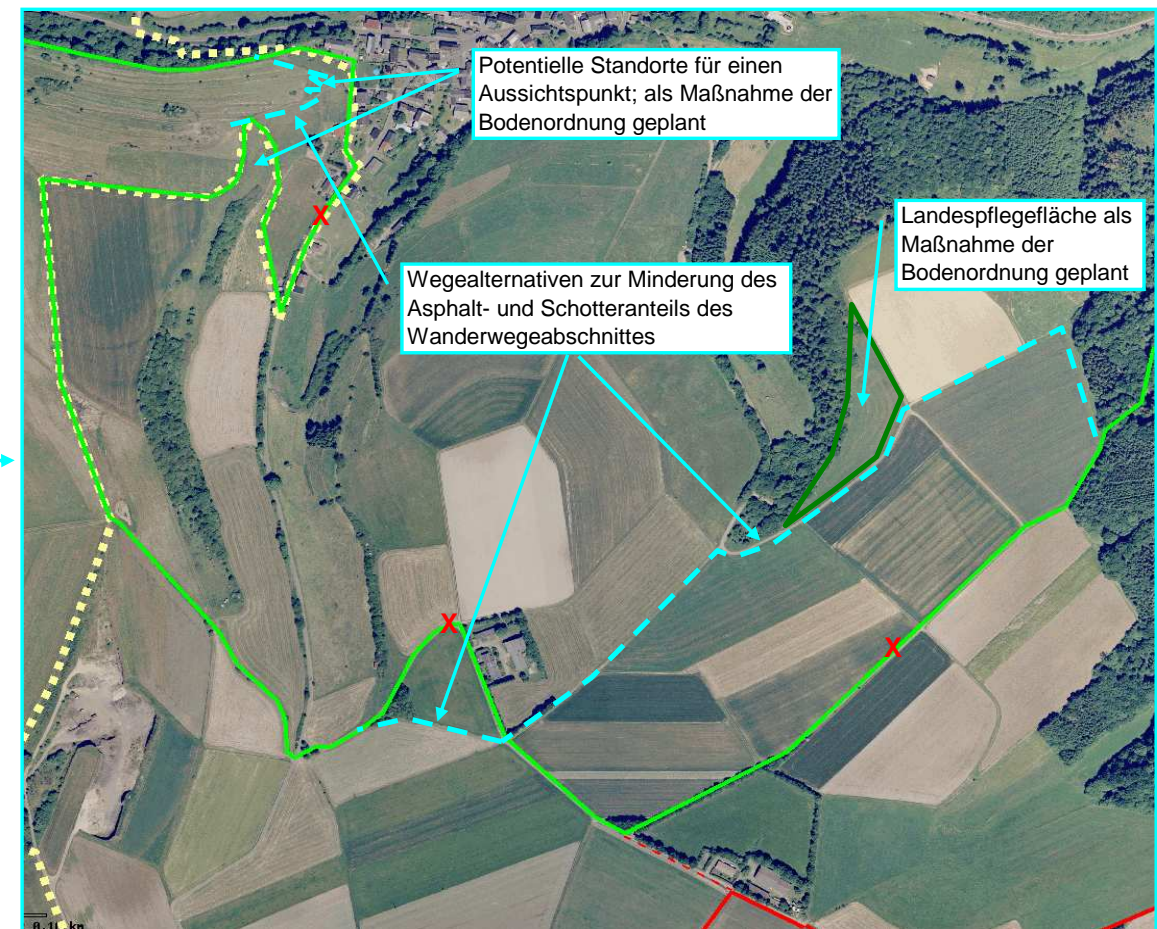 Potentielle Standorte für einen
Aussichtspunkt; als Maßnahme der
Bodenordnung geplant
Landespflegefläche als
Maßnahme der
Bodenordnung geplant
X
Wegealternativen zur Minderung des
Asphalt- und Schotteranteils des
Wanderwegeabschnittes
X
X
km